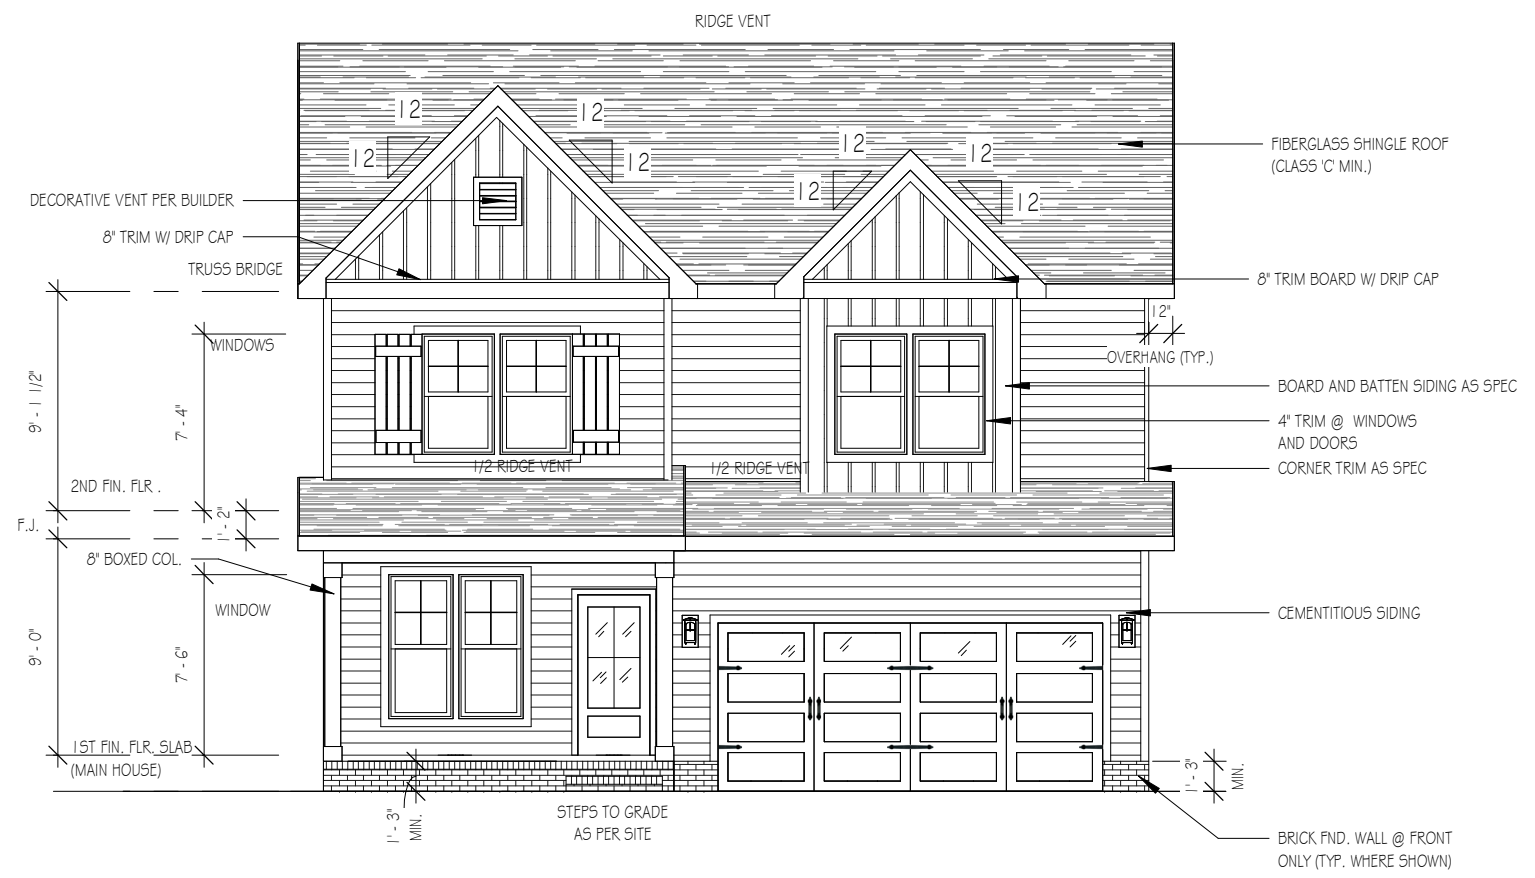 RIDGE VENT
12
12
12
12
12
12
12
12
FIBERGLASS SHINGLE ROOF
(CLASS 'C' MIN.)
DECORATIVE VENT PER BUILDER
8" TRIM W/ DRIP CAP
TRUSS BRIDGE
8" TRIM BOARD W/ DRIP CAP
12"
OVERHANG (TYP.)
WINDOWS
9' - 1 1/2"
7' - 4"
BOARD AND BATTEN SIDING AS SPEC
4" TRIM @ WINDOWS
AND DOORS
CORNER TRIM AS SPEC
1/2 RIDGE VENT
1/2 RIDGE VENT
2ND FIN. FLR .
F.J.
1' - 2"
8" BOXED COL.
WINDOW
9' - 0"
7' - 6"
CEMENTITIOUS SIDING
1ST FIN. FLR. SLAB
(MAIN HOUSE)
1' - 3"
MIN.
1' - 3"
MIN.
STEPS TO GRADE
AS PER SITE
BRICK FND. WALL @ FRONT
ONLY (TYP. WHERE SHOWN)